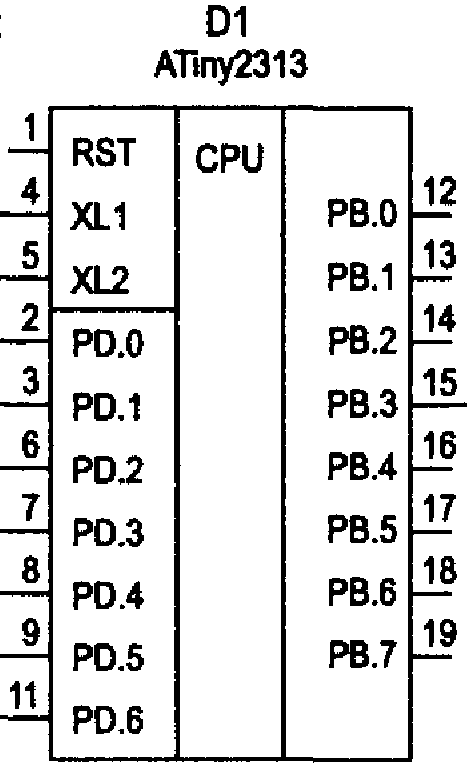 D1
ATiny2313
1 RST CPU
4 XL1 PB.0 12
5 XL2 PB.1 13
2 PD.0 PB.2 14
3 PD.1 PB.3 15
6 PD.2 PB.4 16
7 PD.3 PB.5 17
8 PD.4 PB.6 18
9 PD.5 PB.7 19
11 PD.6